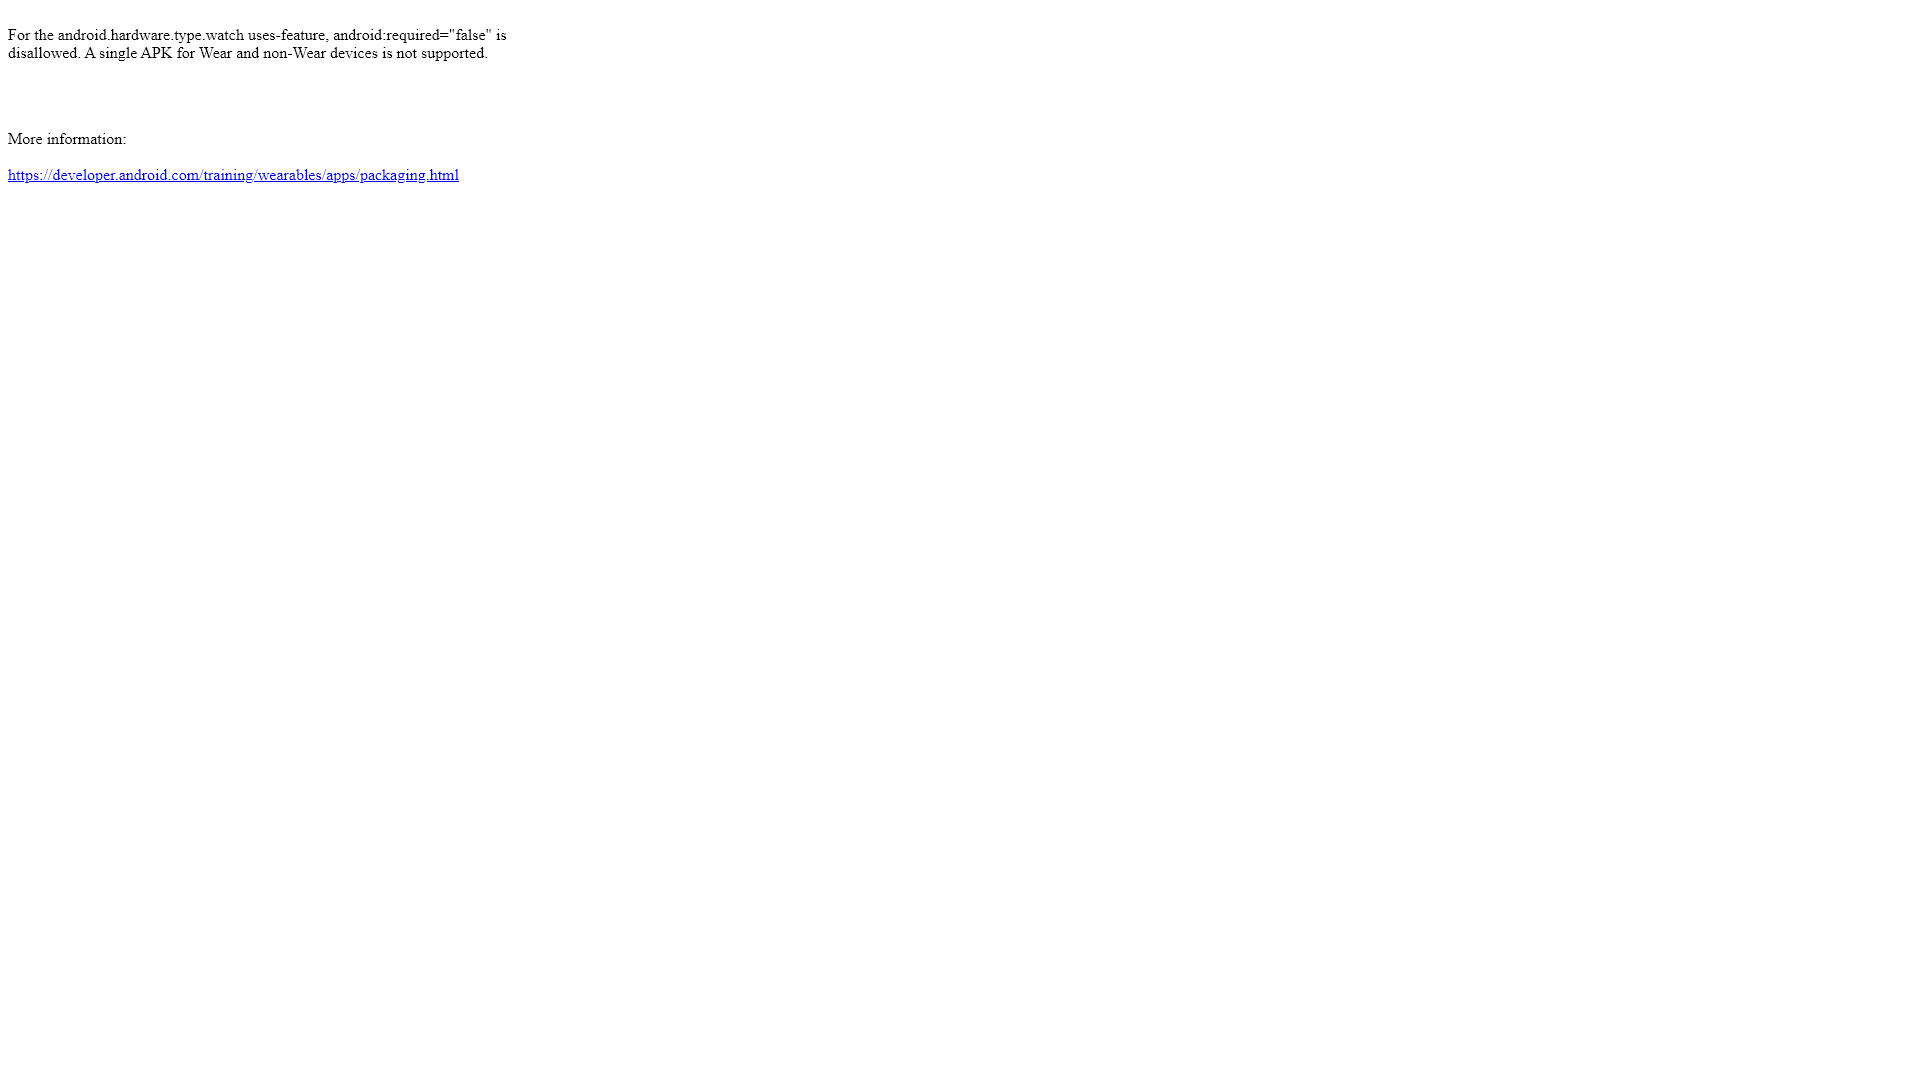 For the android.hardware.type.watch uses-feature, android:required="false" is
disallowed. A single APK for Wear and non-Wear devices is not supported.
More information:
https://developer.android.com/training/wearables/apps/packaging.html